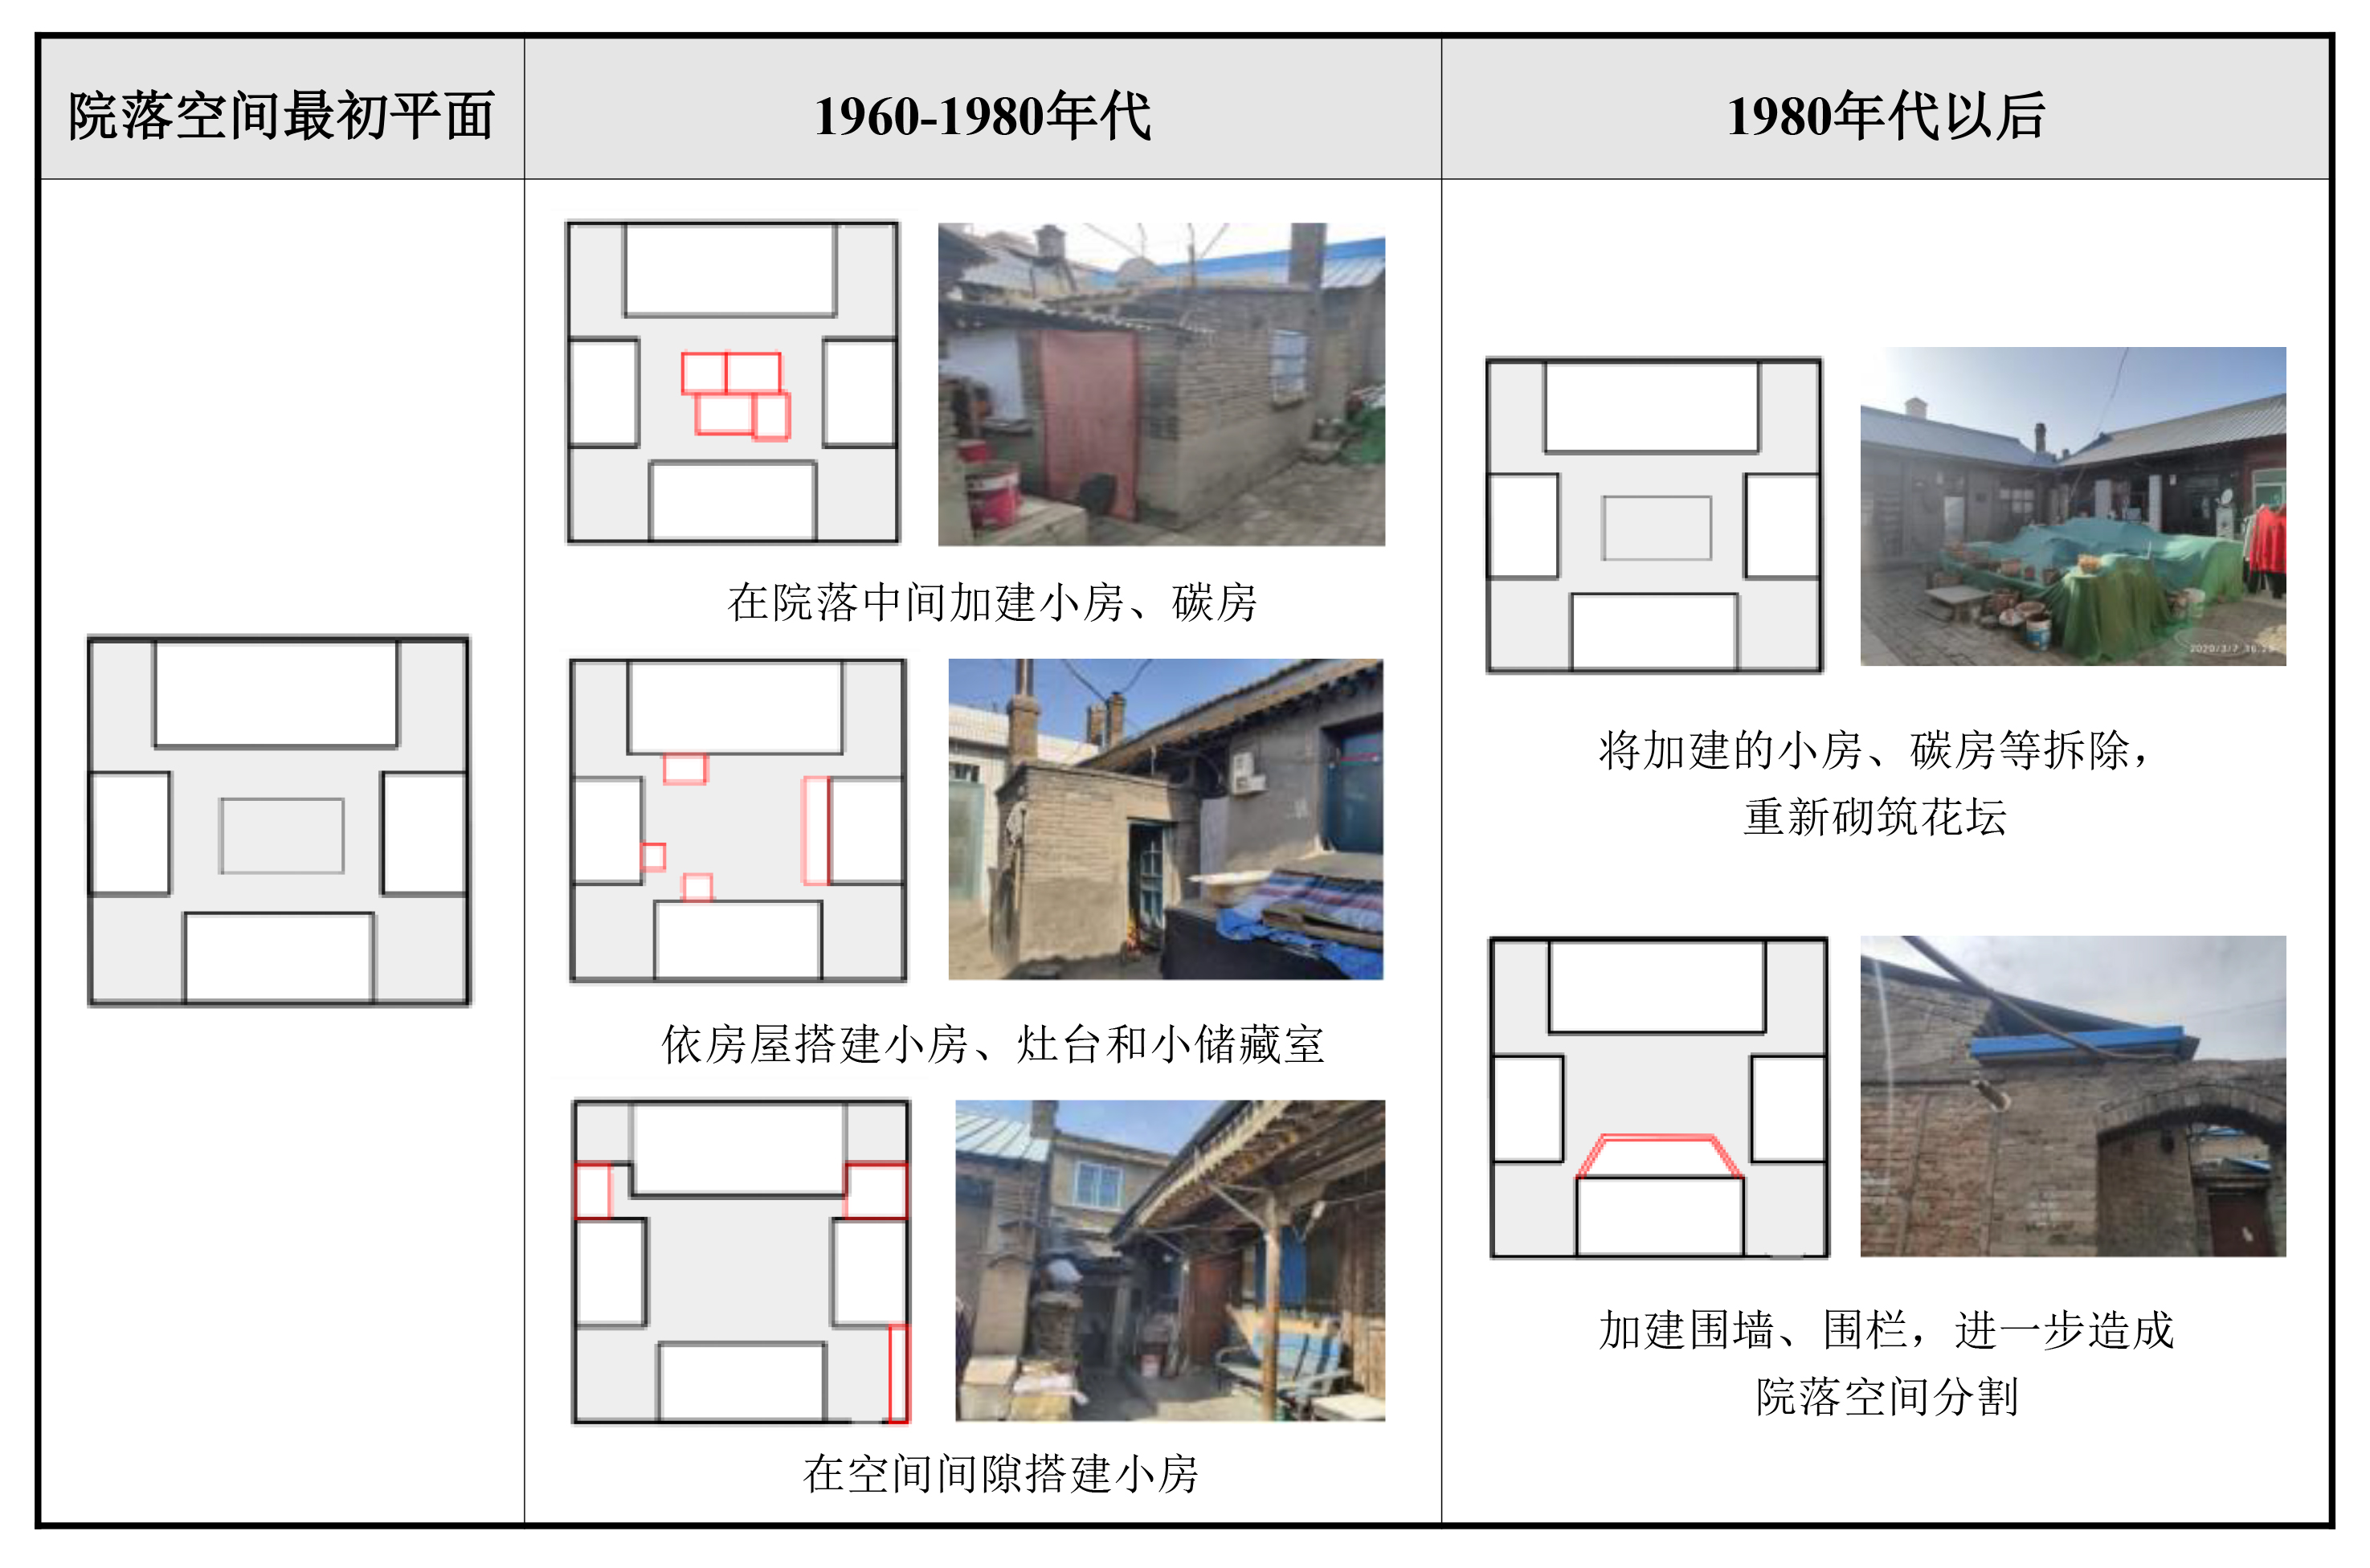 院落空间最初平面
1960-1980年代
1980年代以后
在院落中间加建小房、碳房
依房屋搭建小房、灶台和小储藏室
在空间间隙搭建小房
将加建的小房、碳房等拆除，
重新砌筑花坛
加建围墙、围栏，进一步造成
院落空间分割